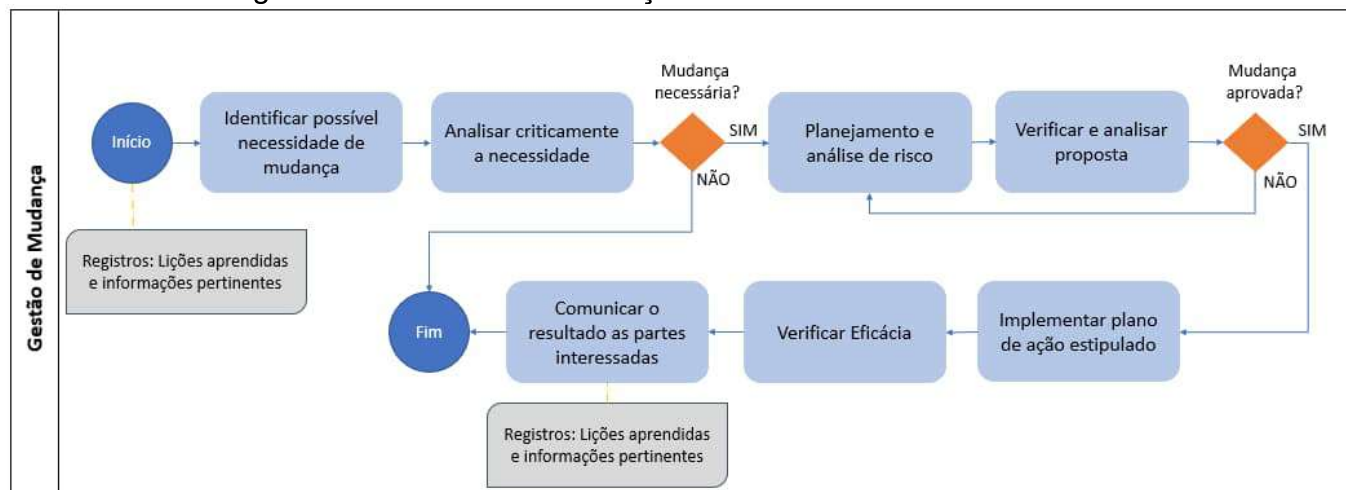 Gestão de Mudança
Início
Identificar possível
necessidade de
mudança
Analisar criticamente
a necessidade
Mudança
necessária?
SIM
NÃO
Planejamento e
análise de risco
Verificar e analisar
proposta
Mudança
aprovada?
SIM
NÃO
Registros: Lições aprendidas
e informações pertinentes
Fim
Comunicar o
resultado as partes
interessadas
Verificar Eficácia
Implementar plano
de ação estipulado
Registros: Lições aprendidas
e informações pertinentes